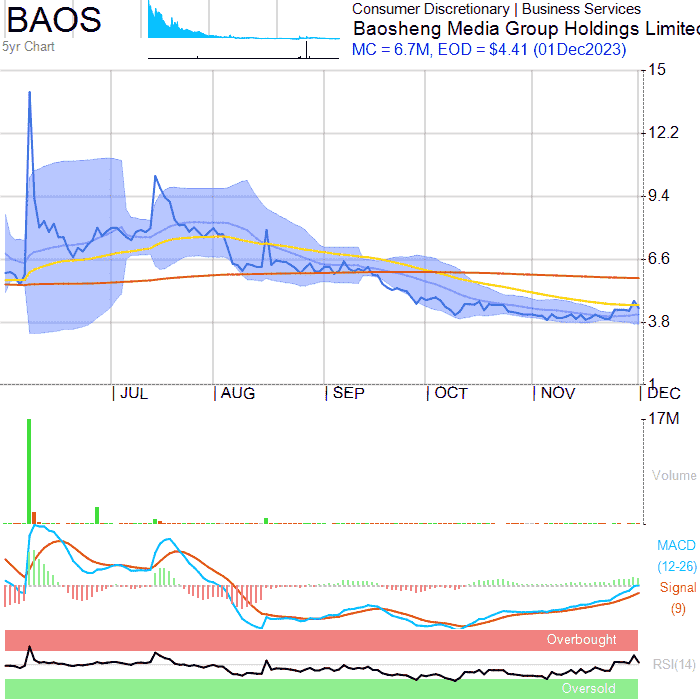 BAOS
5yr Chart
Consumer Discretionary | Business Services
Baosheng Media Group Holdings Limited
MC = 6.7M, EOD = $4.41 (01Dec2023)
15
12.2
9.4
6.6
3.8
1
JUL AUG SEP OCT NOV DEC
17M
Volume
MACD
(12-26)
Signal
(9)
Overbought
RSI(14)
Oversold